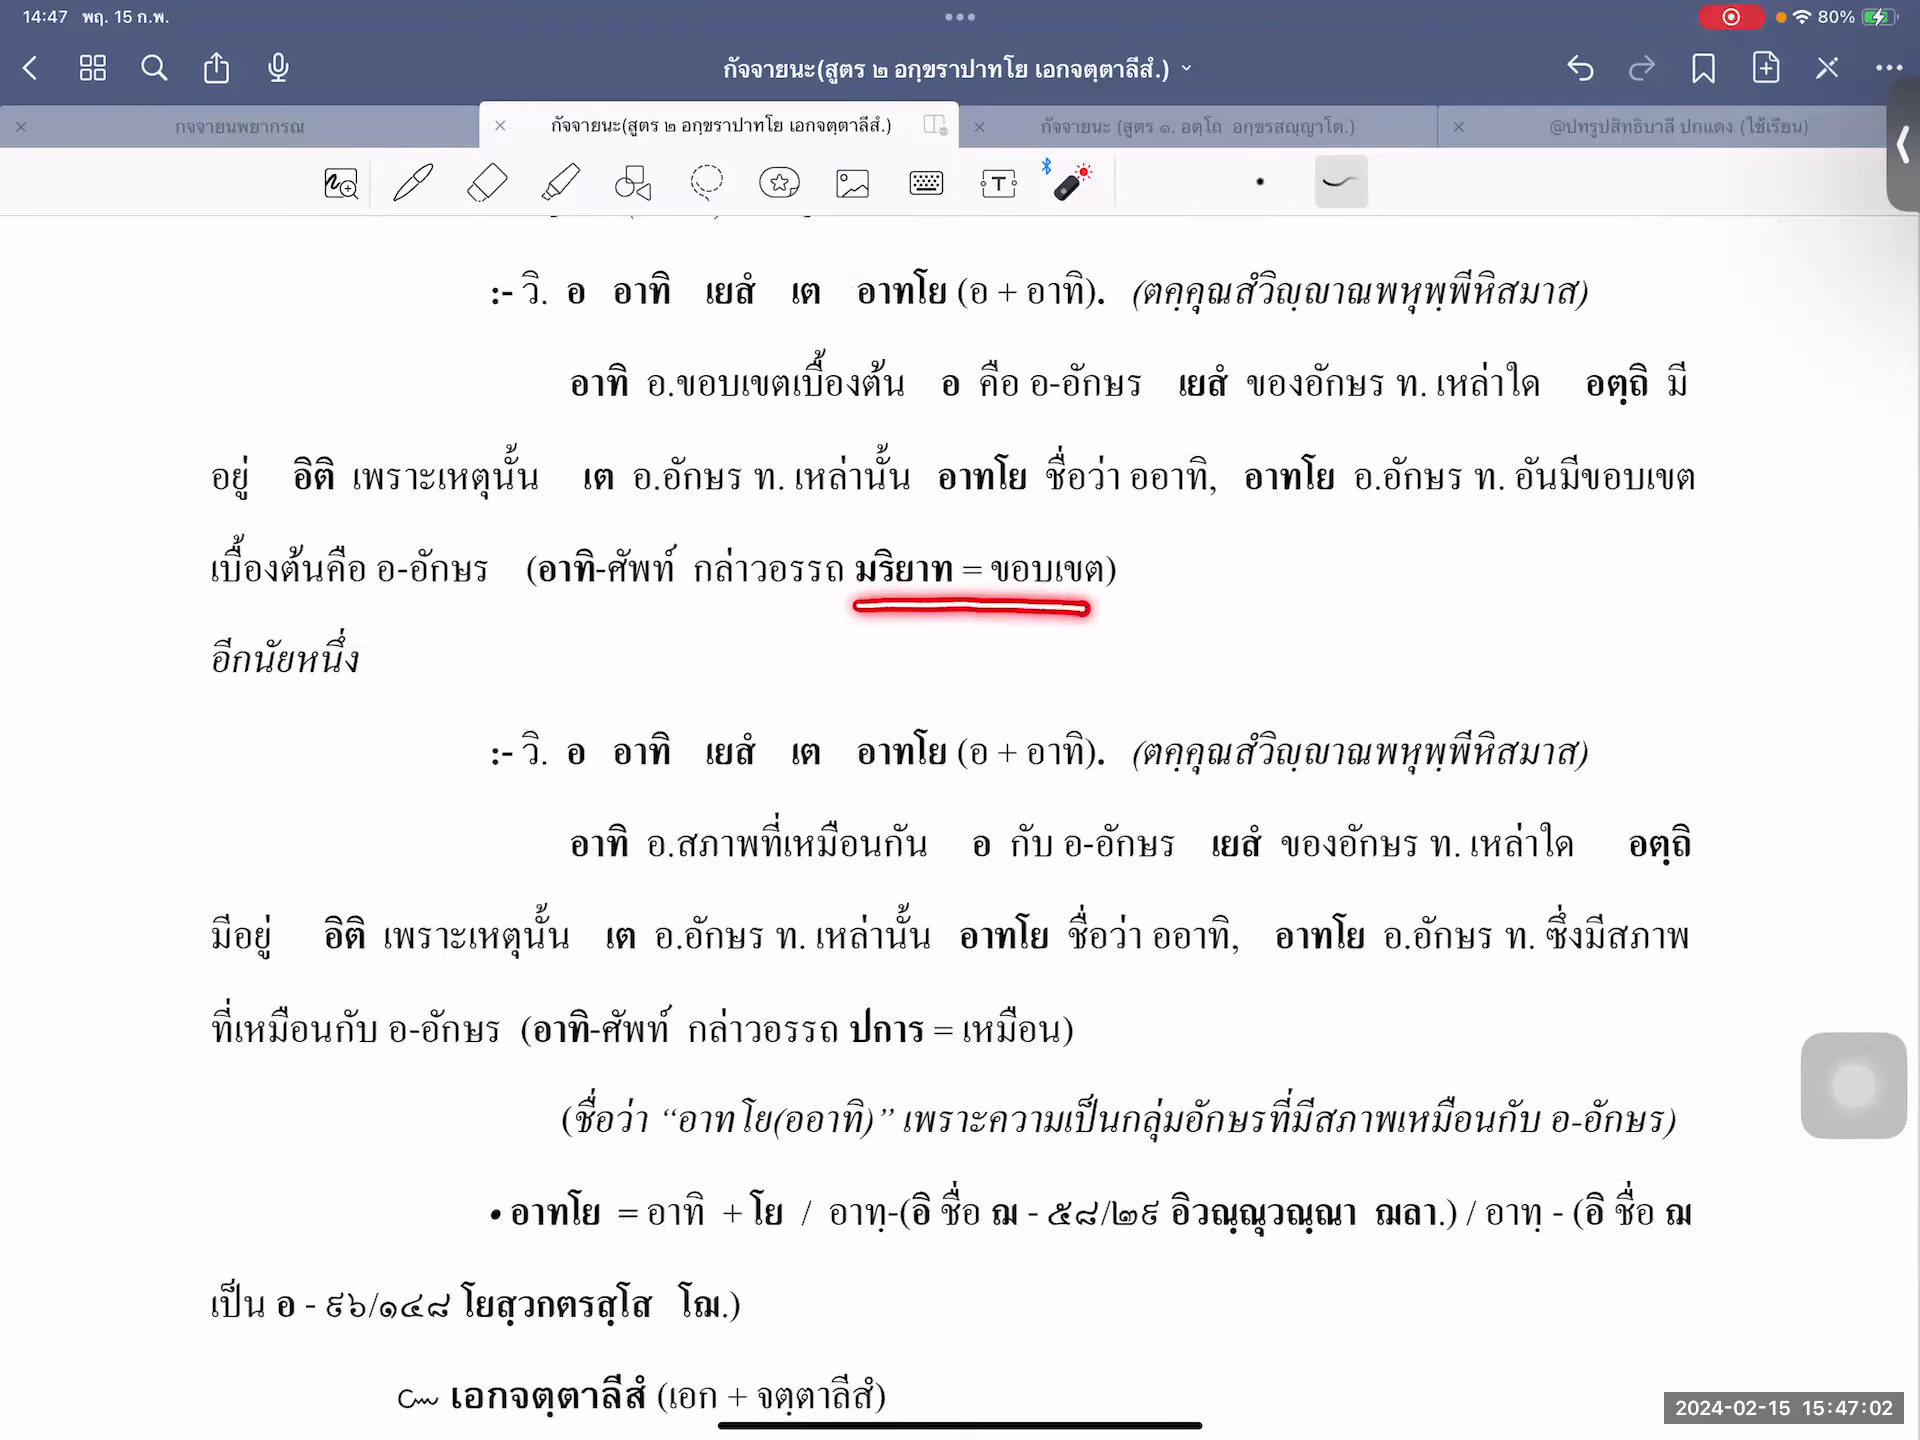 14:47 พฤ. 15 ก.พ.
80%
กัจจายนะ(สูตร ๒ อกฺขราปาทโย เอกจตฺตาลีสํ.)
กจจายนพยากรณ
กัจจายนะ(สูตร ๒ อกฺขราปาทโย เอกจตฺตาลีสํ.)
กัจจายนะ (สูตร ๑. อตฺโถ อกฺขรสญฺญาโต.)
@ปทรูปสิทธิบาลี ปกแดง (ใช้เรียน)
:- วิ. อ อาทิ เยสํ เต อาทโย (อ + อาทิ). (ตคฺคุณสํวิญฺญาณพหุพฺพีหิสมาส)
อาทิ อ.ขอบเขตเบื้องต้น อ คือ อ-อักษร เยสํ ของอักษร ท. เหล่าใด อตฺถิ มี
อยู่ อิติ เพราะเหตุนั้น เต อ.อักษร ท. เหล่านั้น อาทโย ชื่อว่า ออาทิ, อาทโย อ.อักษร ท. อันมีขอบเขต
เบื้องต้นคือ อ-อักษร (อาทิ-ศัพท์ กล่าวอรรถ มริยาท = ขอบเขต)
อีกนัยหนึ่ง
:- วิ. อ อาทิ เยสํ เต อาทโย (อ + อาทิ). (ตคฺคุณสํวิญฺญาณพหุพฺพีหิสมาส)
อาทิ อ.สภาพที่เหมือนกัน อ กับ อ-อักษร เยสํ ของอักษร ท. เหล่าใด อตฺถิ
มีอยู่ อิติ เพราะเหตุนั้น เต อ.อักษร ท. เหล่านั้น อาทโย ชื่อว่า ออาทิ, อาทโย อ.อักษร ท. ซึ่งมีสภาพ
ที่เหมือนกับ อ-อักษร (อาทิ-ศัพท์ กล่าวอรรถ ปการ = เหมือน)
(ชื่อว่า “อาทโย(ออาทิ)” เพราะความเป็นกลุ่มอักษรที่มีสภาพเหมือนกับ อ-อักษร)
• อาทโย = อาทิ + โย / อาทฺ-(อิ ชื่อ ฌ - ๕๘/๒๙ อิวณฺณุวณฺณา ฌลา.) / อาทฺ - (อิ ชื่อ ฌ
เป็น อ - ๙๖/๑๔๘ โยสฺวกตรสฺโส โฌ.)
เอกจตฺตาลีสํ (เอก + จตฺตาลีสํ)
2024-02-15 15:47:02